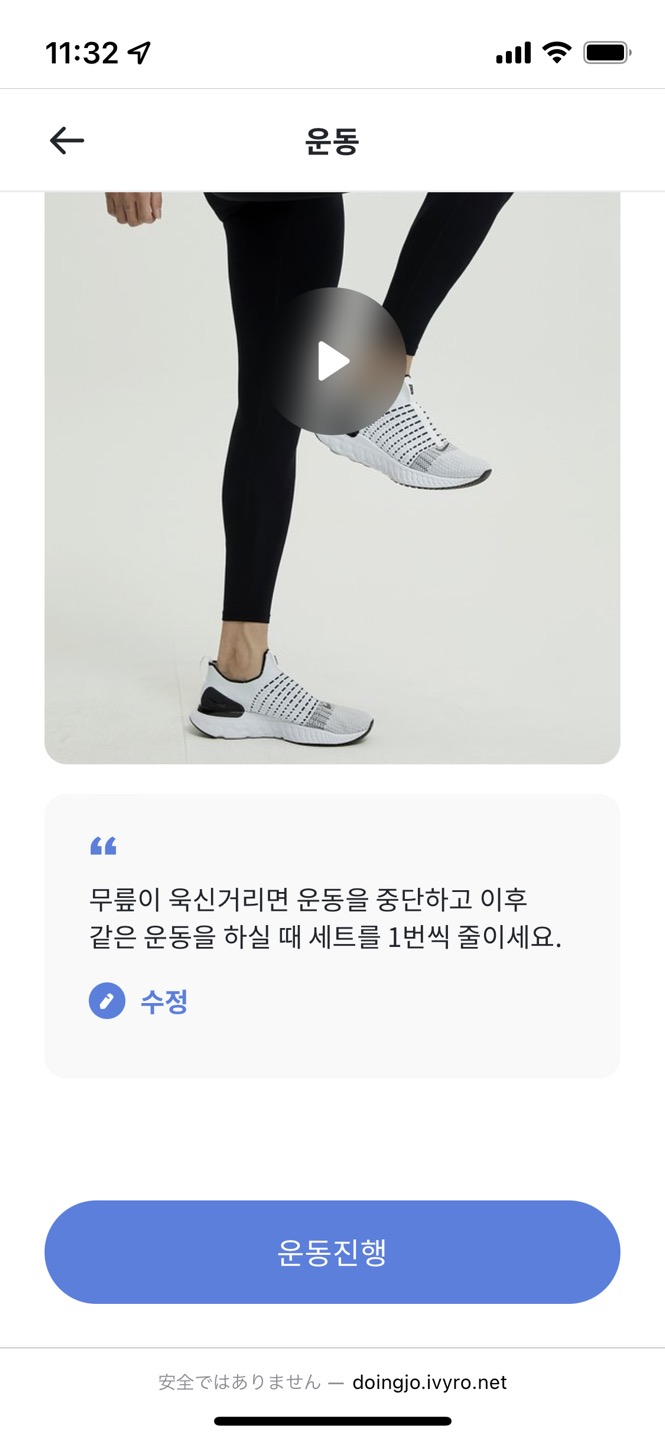 11:32
운동
무릎이 욱신거리면 운동을 중단하고 이후
같은 운동을 하실 때 세트를 1번씩 줄이세요.
수정
운동진행
安全ではありません — doingjo.ivyro.net